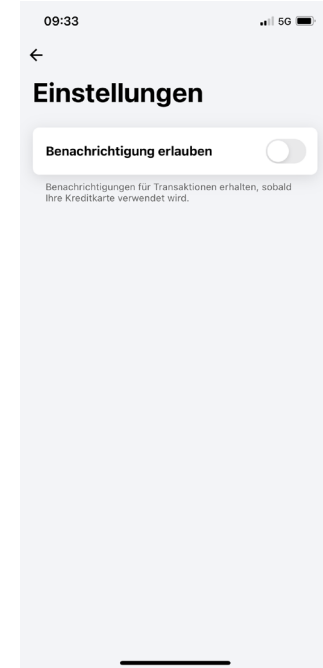 09:33 5G
Einstellungen
Benachrichtigung erlauben
Benachrichtigungen für Transaktionen erhalten, sobald
Ihre Kreditkarte verwendet wird.